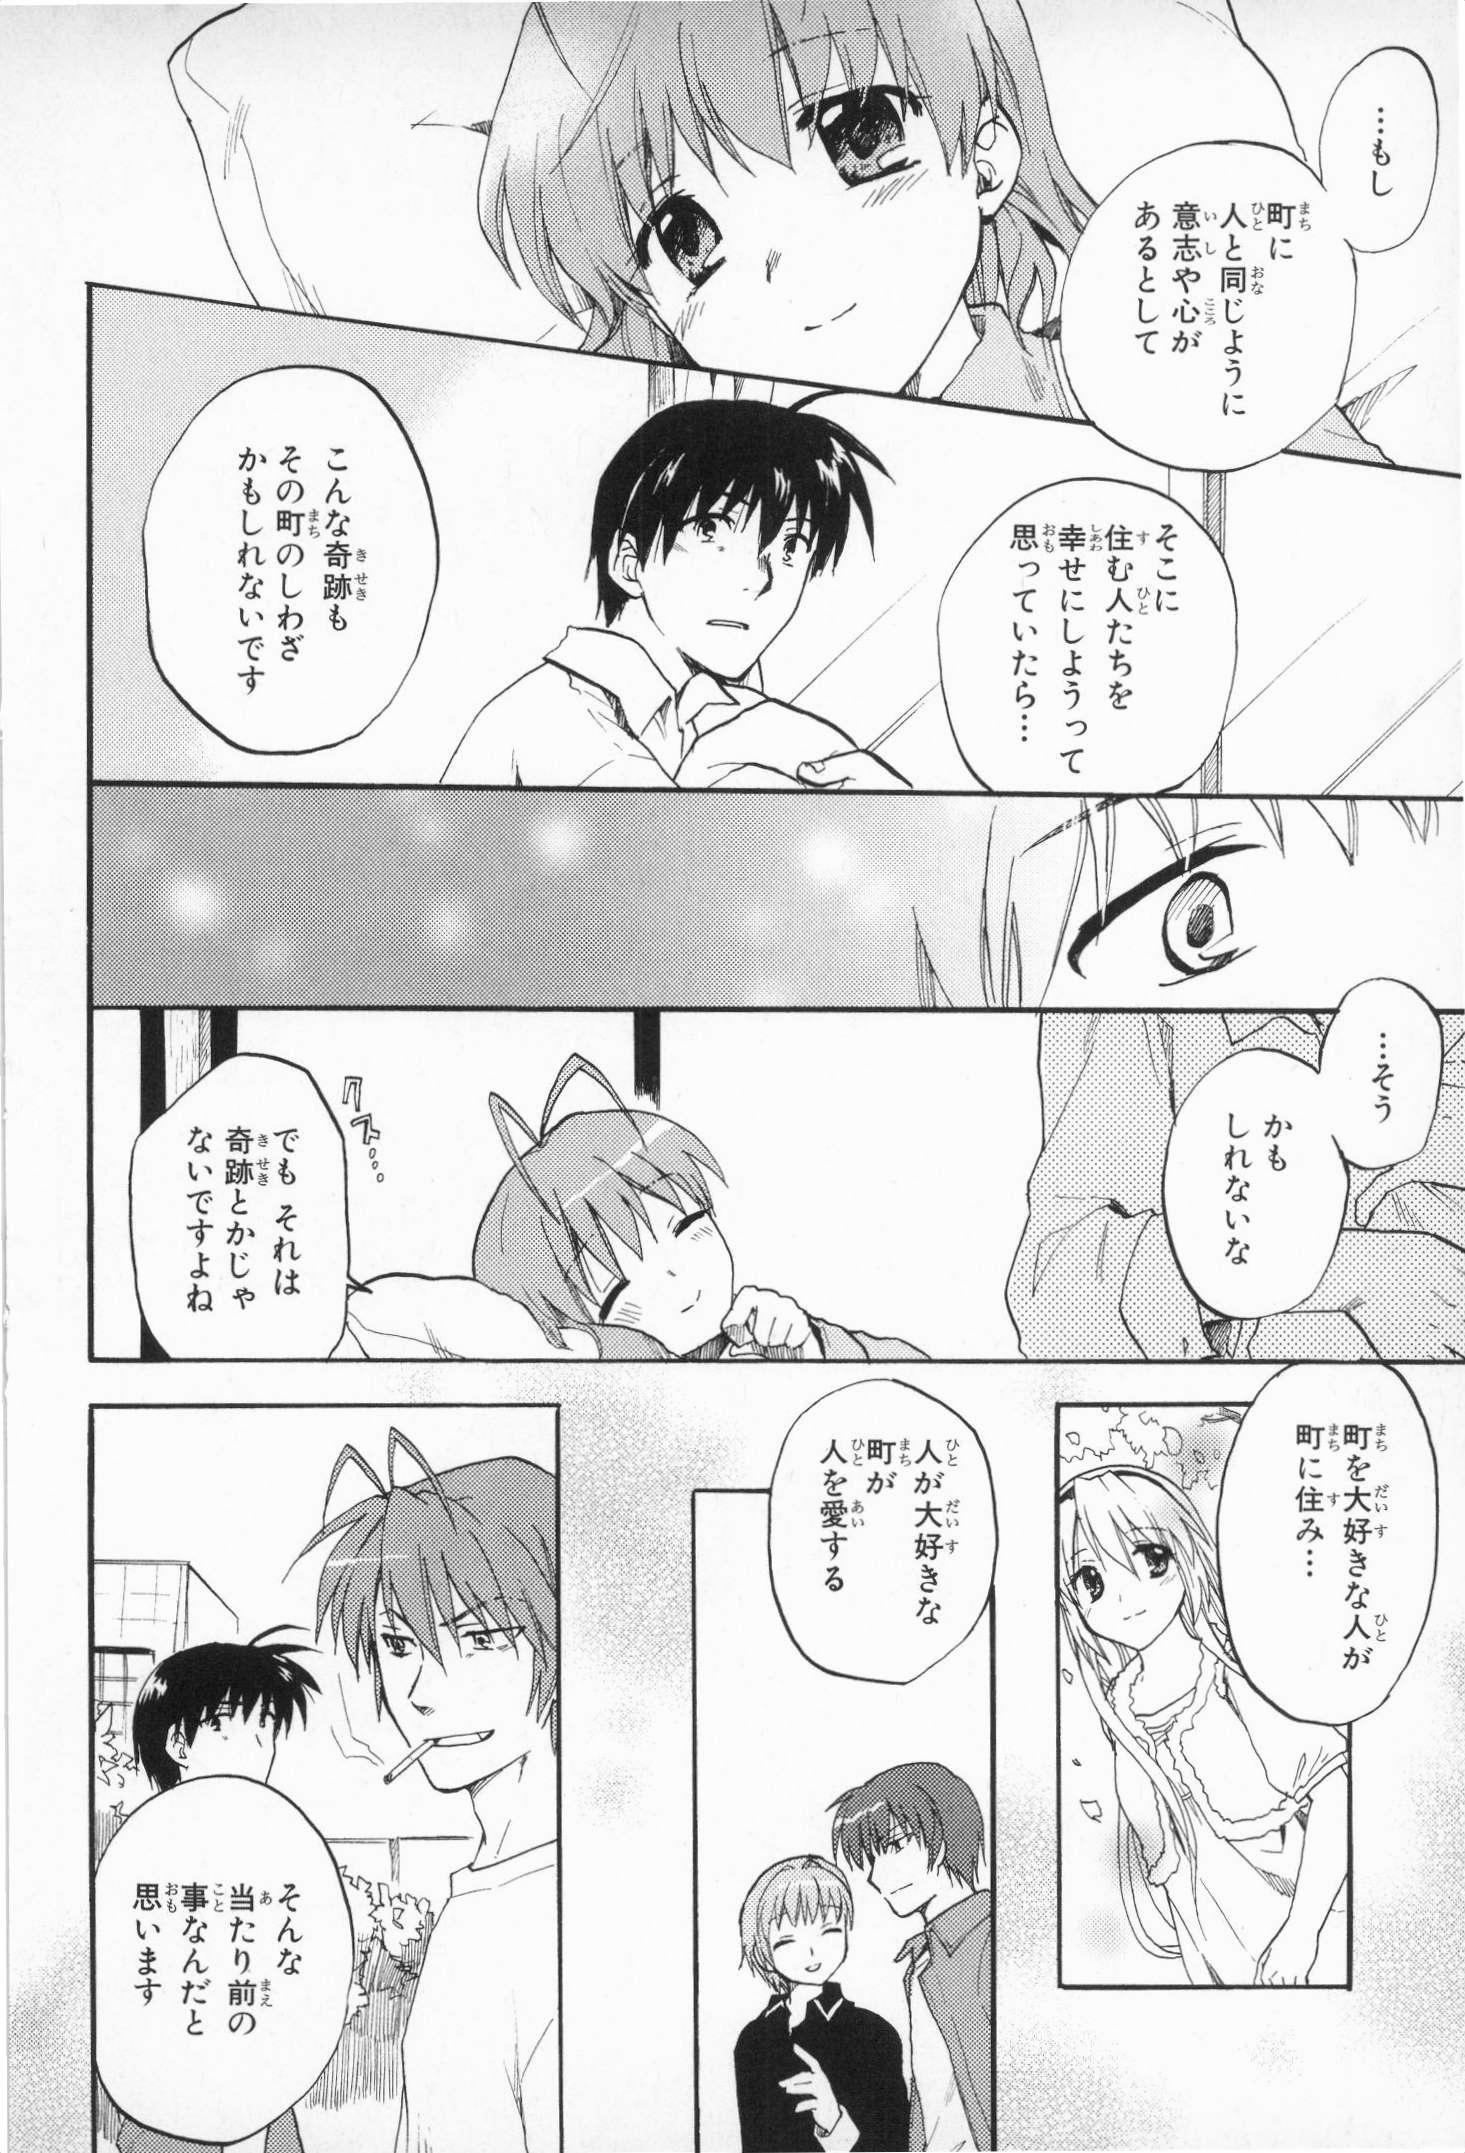 …もし
町に
人と同じように
意志や心が
あるとして
そこに
住む人たちを
幸せにしようって
思っていたら…
こんな奇跡も
その町のしわざ
かもしれないです
…そう
かも
しれないな
クスッ…
でも それは
奇跡とかじゃ
ないですよね
町を大好きな人が
町に住み…
人が大好きな
町が
人を愛する
そんな
当たり前の
事なんだと
思います